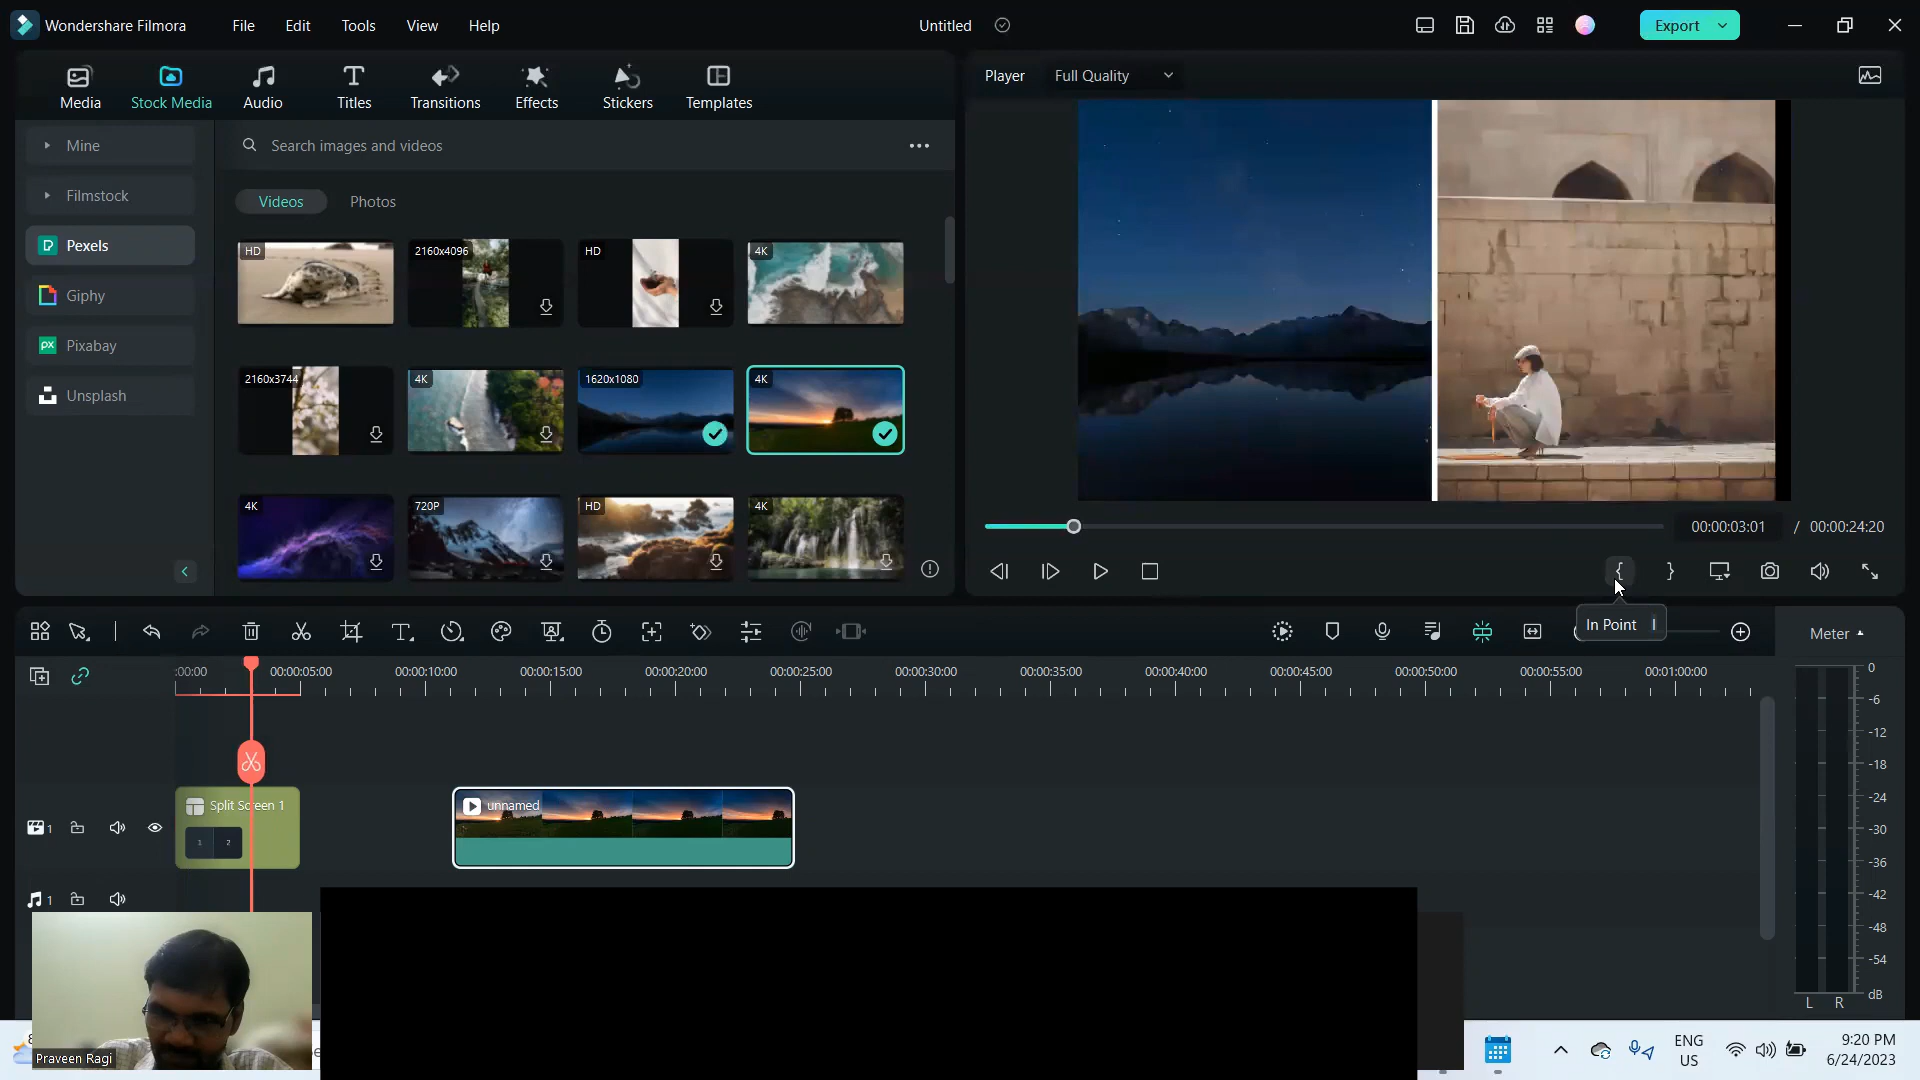 Wondershare Filmora File Edit Tools View Help Untitled Export
Media Stock Media Audio Titles Transitions Effects Stickers Templates
Player Full Quality
Mine
Filmstock
Pexels
Giphy
Pixabay
Unsplash
Search images and videos
Videos Photos
HD 2160x4096 HD 4K
2160x3744 4K 1620x1080 4K
4K 720P HD 4K
00:00:03:01 / 00:00:24:20
In Point I
Meter
:00:00 00:00:05:00 00:00:10:00 00:00:15:00 00:00:20:00 00:00:25:00 00:00:30:00 00:00:35:00 00:00:40:00 00:00:45:00 00:00:50:00 00:00:55:00 00:01:00:00
Split Screen 1
1 2
unnamed
1
1
0
-6
-12
-18
-24
-30
-36
-42
-48
-54
dB
L R
Praveen Ragi
ENG
US
9:20 PM
6/24/2023